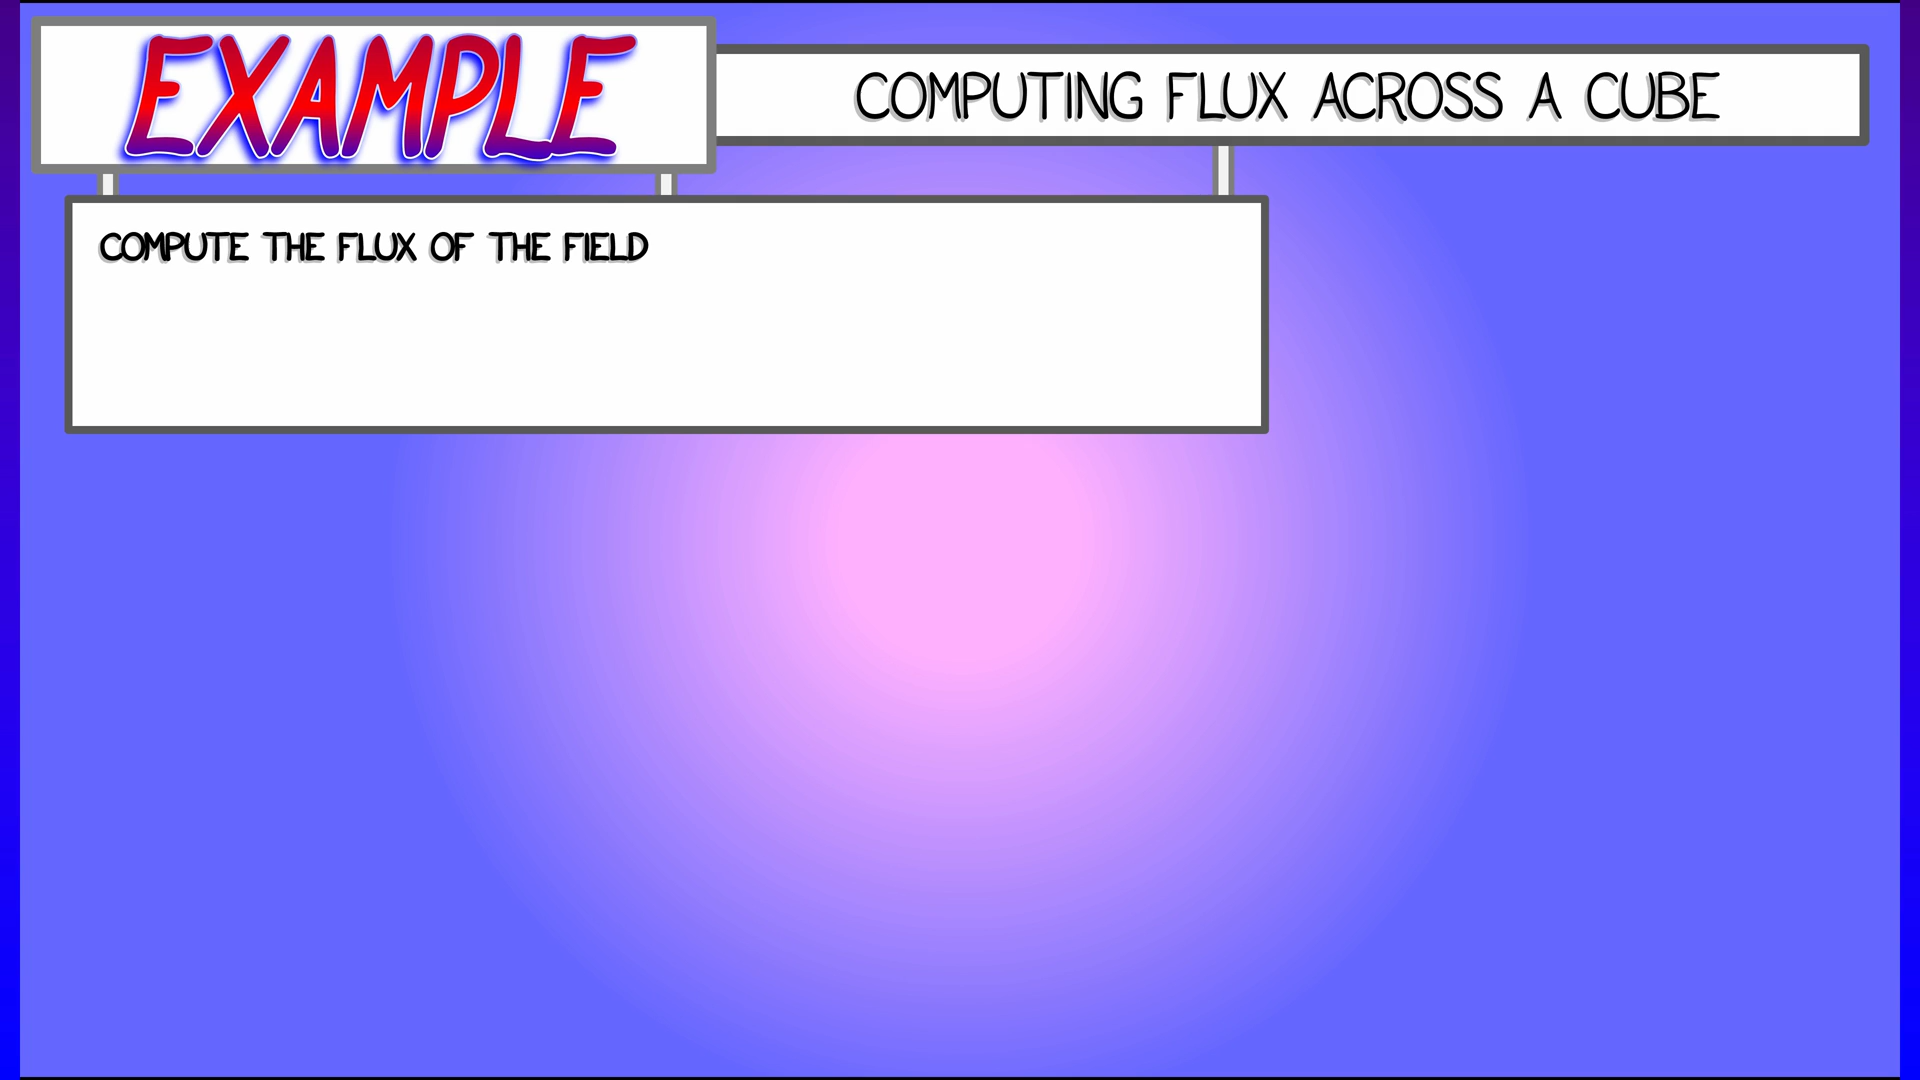 EXAMPLE
COMPUTING FLUX ACROSS A CUBE
COMPUTE THE FLUX OF THE FIELD